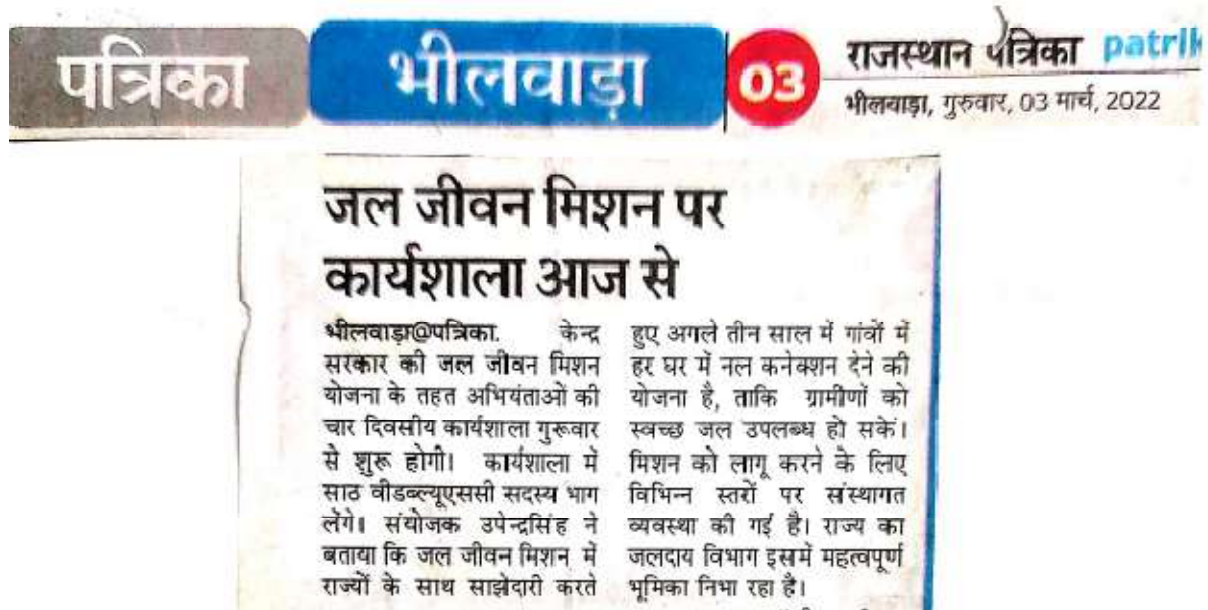 पत्रिका
भीलवाड़ा
03
राजस्थान पत्रिका patrik
भीलवाड़ा, गुरुवार, 03 मार्च, 2022
जल जीवन मिशन पर
कार्यशाला आज से
भीलवाड़ा@पत्रिका. केन्द्र
सरकार की जल जीवन मिशन
योजना के तहत अभियंताओं की
चार दिवसीय कार्यशाला गुरूवार
से शुरू होगी। कार्यशाला में
साठ वीडब्ल्यूएससी सदस्य भाग
लेंगे। संयोजक उपेन्द्रसिंह ने
बताया कि जल जीवन मिशन में
राज्यों के साथ साझेदारी करते
हुए अगले तीन साल में गांवों में
हर घर में नल कनेक्शन देने की
योजना है, ताकि ग्रामीणों को
स्वच्छ जल उपलब्ध हो सकें।
मिशन को लागू करने के लिए
विभिन्न स्तरों पर संस्थागत
व्यवस्था की गई है। राज्य का
जलदाय विभाग इसमें महत्वपूर्ण
भूमिका निभा रहा है।